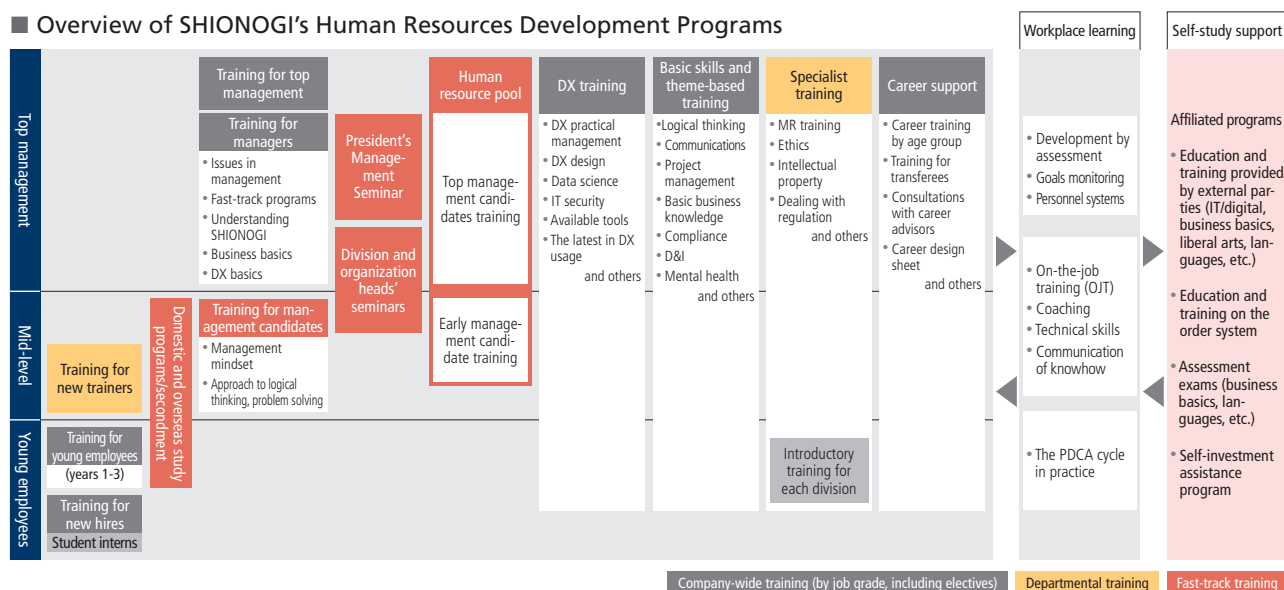 Overview of SHIONOGI's Human Resources Development Programs
Workplace learning
Self-study support
Top management
Mid-level
Young employees
Training for top
management
Training for
managers
• Issues in
management
• Fast-track programs
• Understanding
SHIONOGI
• Business basics
• DX basics
President's
Manage-
ment
Seminar
Division and
organization
heads'
seminars
Human
resource pool
Top manage-
ment candi-
dates training
Early manage-
ment candi-
date training
Training for man-
agement candidates
• Management
mindset
• Approach to logical
thinking, problem solving
Domestic and overseas study
programs/secondment
Training for
new trainers
Training for
young employees
(years 1-3)
Training for
new hires
Student interns
DX training
• DX practical
management
• DX design
• Data science
• IT security
• Available tools
• The latest in DX
usage
and others
Basic skills and
theme-based
training
•Logical thinking
• Communications
• Project
management
• Basic business
knowledge
• Compliance
• D&I
• Mental health
and others
Specialist
training
• MR training
• Ethics
• Intellectual
property
• Dealing with
regulation
and others
Introductory
training for
each division
Career support
• Career training
by age group
• Training for
transferees
• Consultations
with career
advisors
• Career design
sheet
and others
• Development by
assessment
• Goals monitoring
• Personnel systems
• On-the-job
training (OJT)
• Coaching
• Technical skills
• Communication
of knowhow
• The PDCA cycle
in practice
Affiliated programs
• Education and
training provided
by external par-
ties (IT/digital,
business basics,
liberal arts, lan-
guages, etc.)
• Education and
training on the
order system
• Assessment
exams (business
basics, lan-
guages, etc.)
• Self-investment
assistance
program
Company-wide training (by job grade, including electives)
Departmental training
Fast-track training